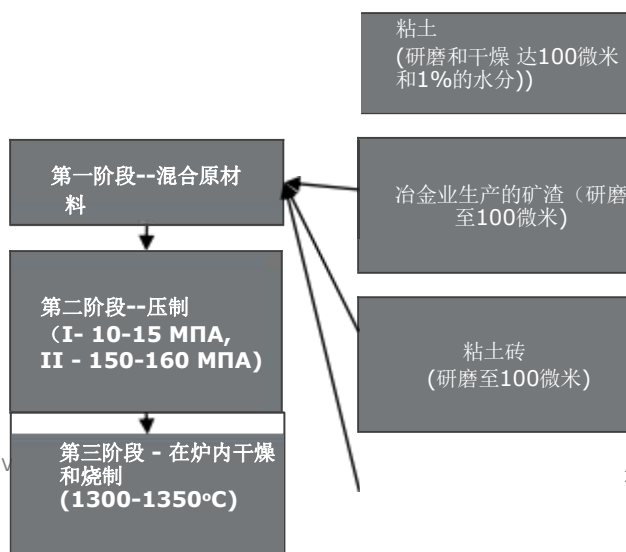 粘土
(研磨和干燥 达100微米
和1%的水分))
第一阶段--混合原材
料
冶金业生产的矿渣（研磨
至100微米)
第二阶段--压制
（I- 10-15 МПА,
II - 150-160 МПА)
粘土砖
(研磨至100微米)
第三阶段 - 在炉内干燥
和烧制
(1300-1350ºC)